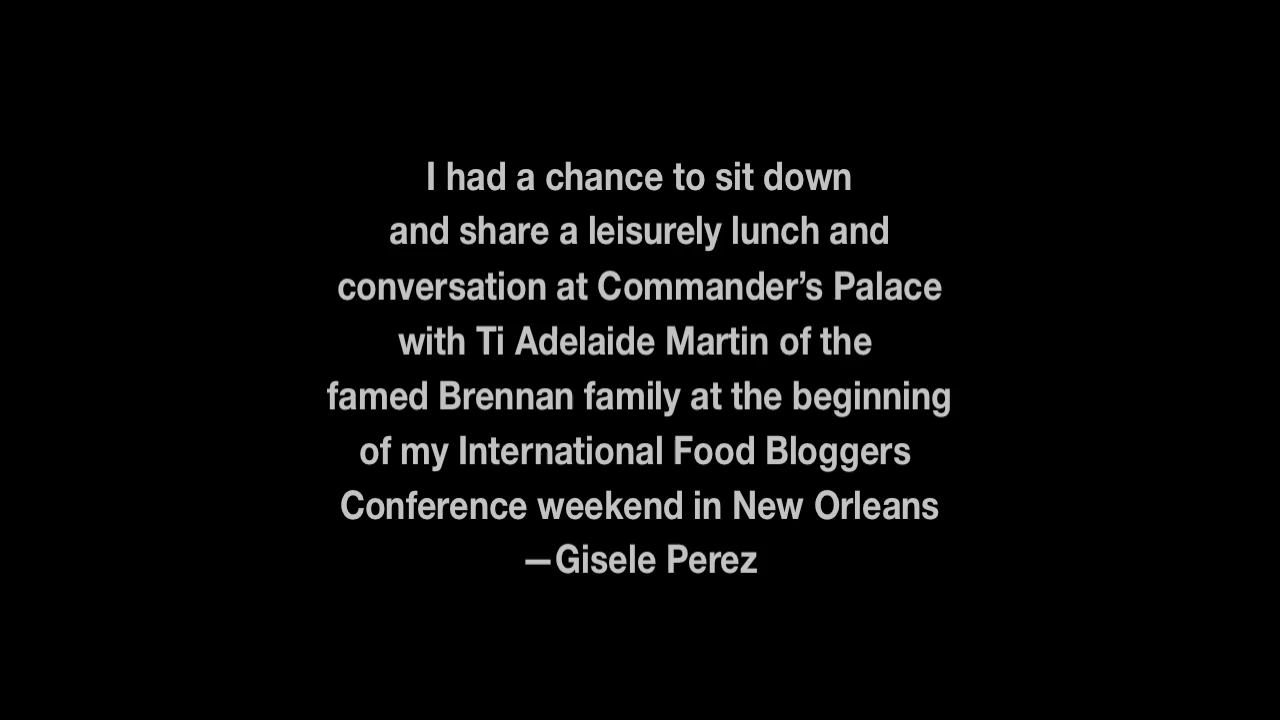 I had a chance to sit down
and share a leisurely lunch and
conversation at Commander’s Palace
with Ti Adelaide Martin of the
famed Brennan family at the beginning
of my International Food Bloggers
Conference weekend in New Orleans
—Gisele Perez